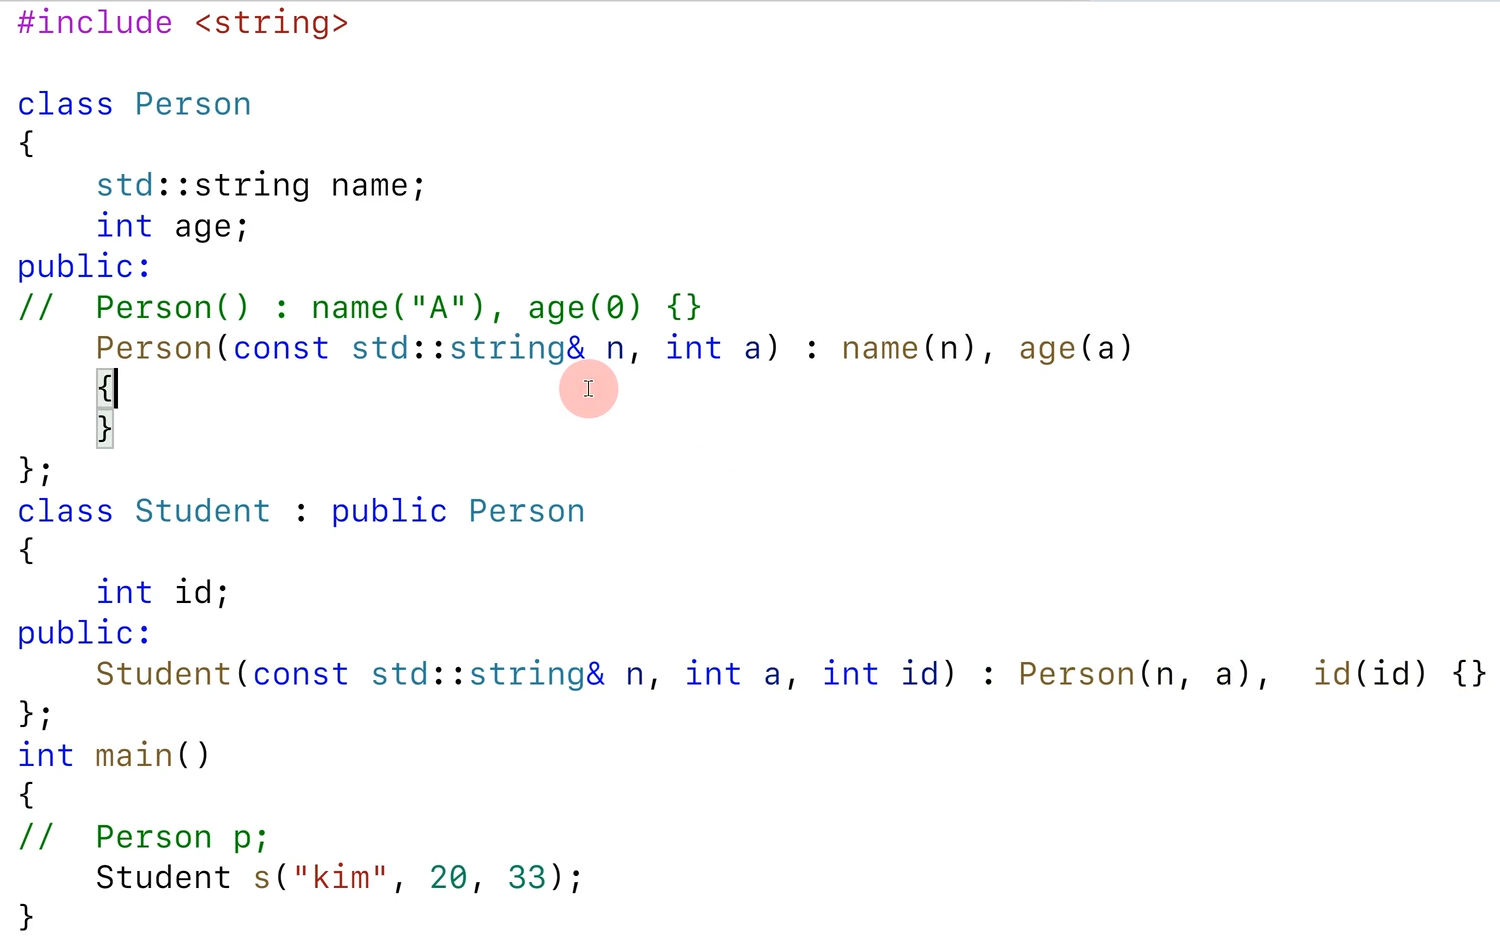 #include <string>

class Person
{
    std::string name;
    int age;
public:
//  Person() : name("A"), age(0) {}
    Person(const std::string& n, int a) : name(n), age(a)
    {
    }
};
class Student : public Person
{
    int id;
public:
    Student(const std::string& n, int a, int id) : Person(n, a),  id(id) {}
};
int main()
{
//  Person p;
    Student s("kim", 20, 33);
}